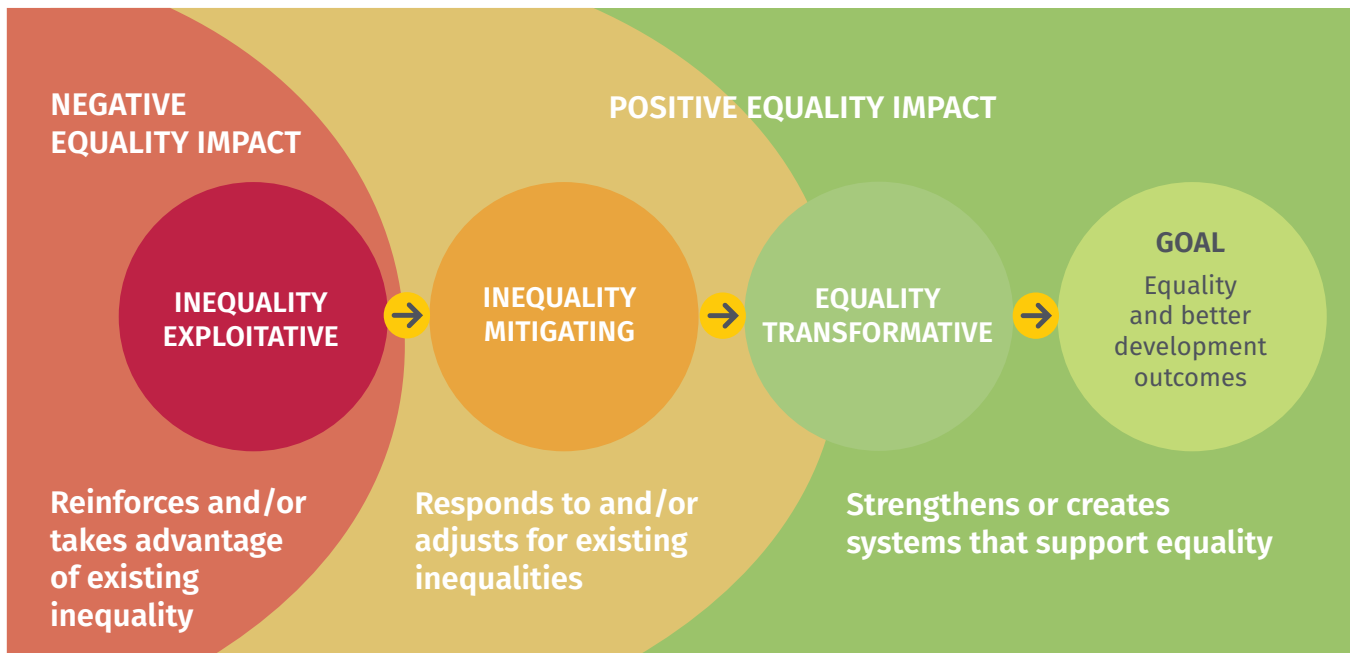 NEGATIVE
EQUALITY IMPACT
POSITIVE EQUALITY IMPACT
INEQUALITY
EXPLOITATIVE
INEQUALITY
MITIGATING
EQUALITY
TRANSFORMATIVE
GOAL
Equality
and better
development
outcomes
Reinforces and/or
takes advantage
of existing
inequality
Responds to and/or
adjusts for existing
inequalities
Strengthens or creates
systems that support equality